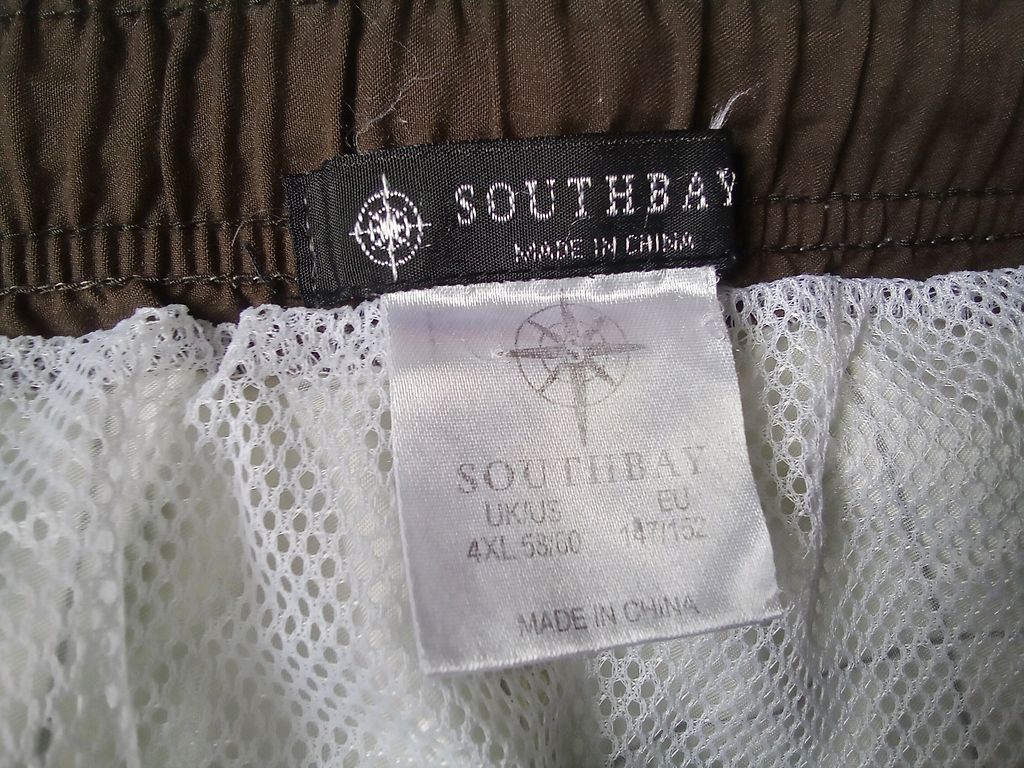 SOUTHBAY
MADE IN CHINA
SOUTHBAY
UK/US EU
4XL 58/60 147/152
MADE IN CHINA